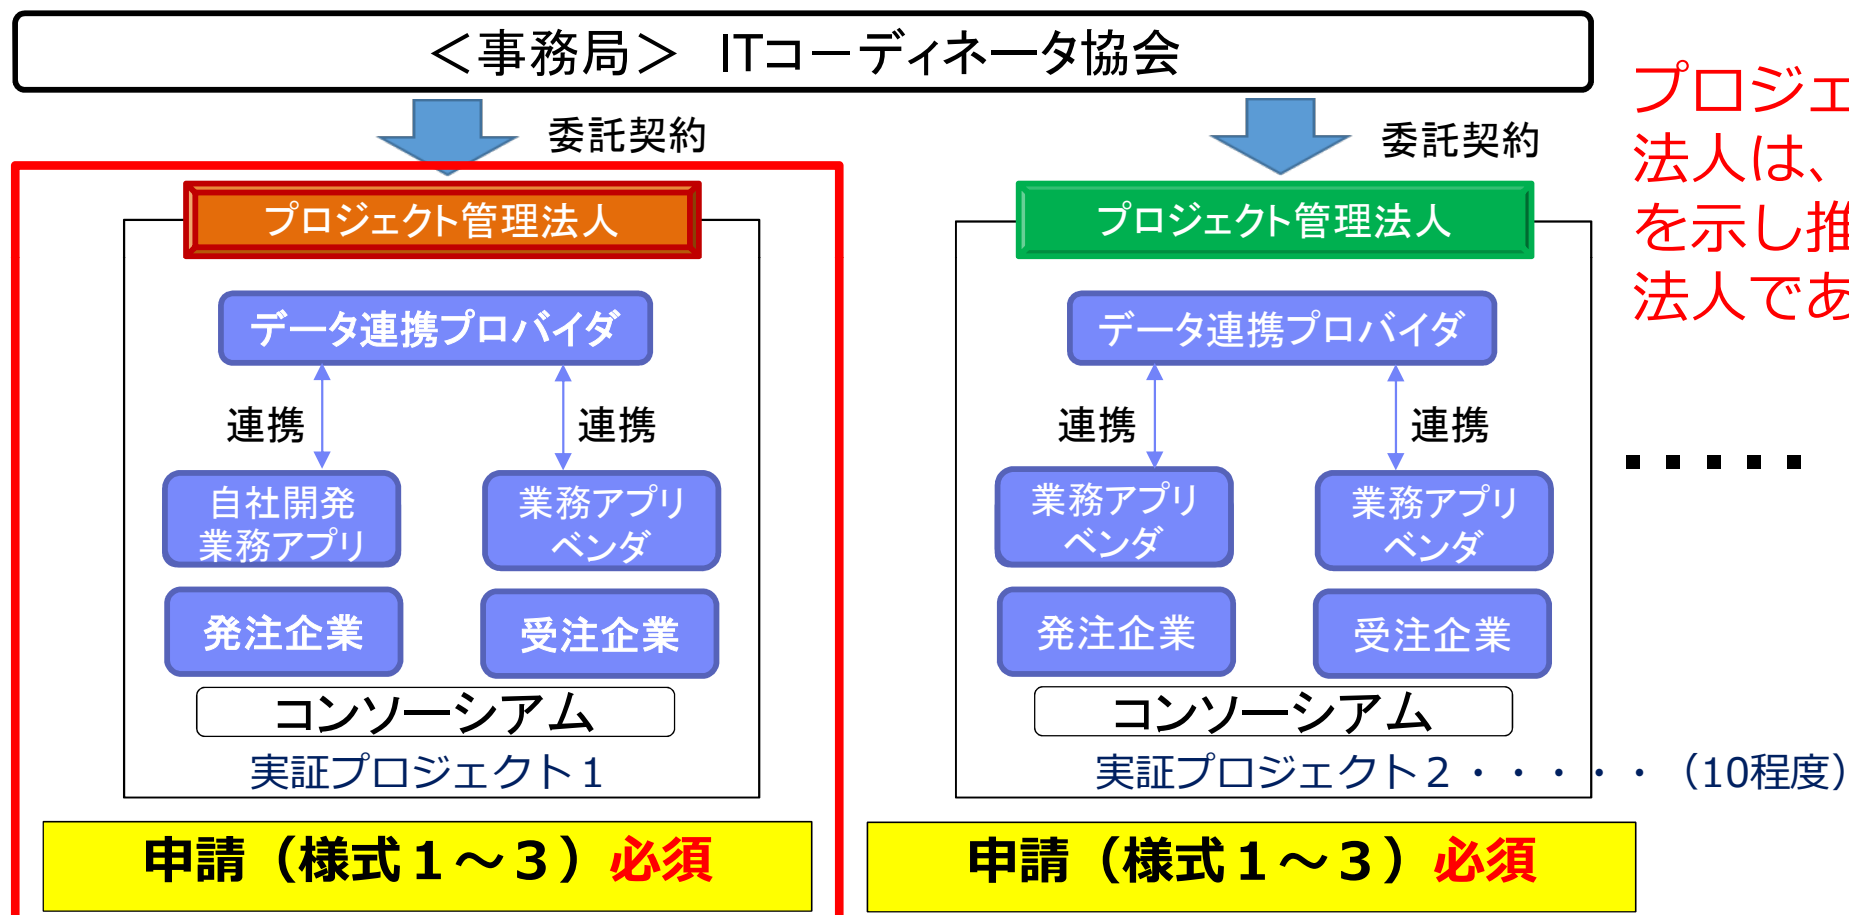 ＜事務局＞ ITコーディネータ協会
委託契約
委託契約
プロジェ
法人は、
を示し推
法人であ
プロジェクト管理法人
データ連携プロバイダ
連携
連携
自社開発
業務アプリ
業務アプリ
ベンダ
発注企業
受注企業
コンソーシアム
実証プロジェクト１
申請（様式１～３）必須
プロジェクト管理法人
データ連携プロバイダ
連携
連携
業務アプリ
ベンダ
業務アプリ
ベンダ
発注企業
受注企業
コンソーシアム
実証プロジェクト２・・・・・（10程度）
申請（様式１～３）必須
・・・・・